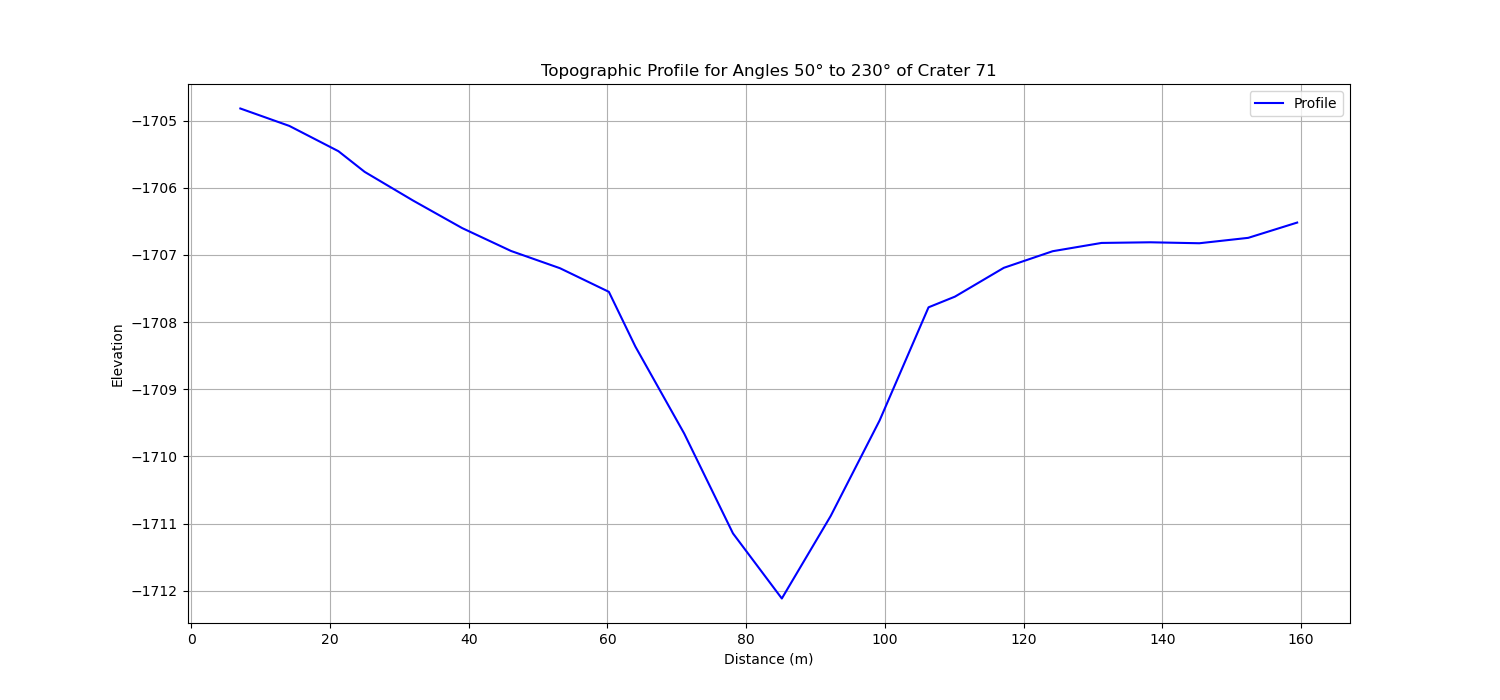 Topographic Profile for Angles 50° to 230° of Crater 71
Profile
Elevation
−1705
−1706
−1707
−1708
−1709
−1710
−1711
−1712
0 20 40 60 80 100 120 140 160
Distance (m)